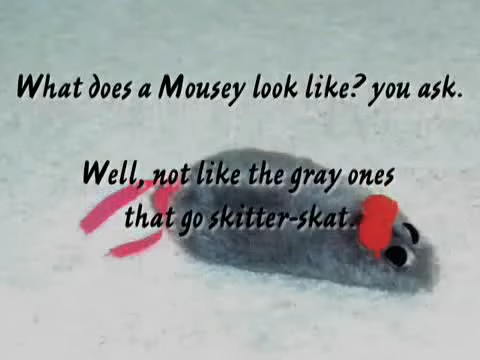 What does a Mousey look like? you ask.
Well, not like the gray ones
that go skitter-skat.